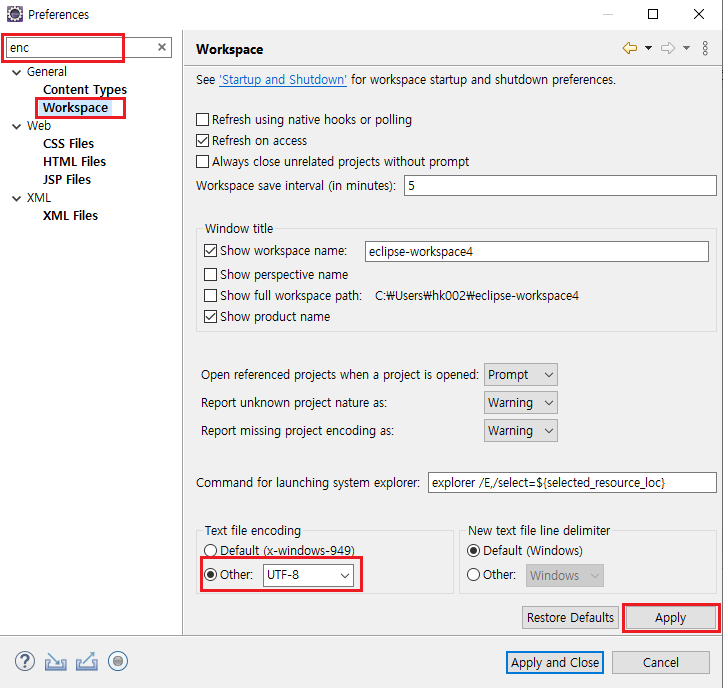 Preferences
enc
General
Content Types
Workspace
Web
CSS Files
HTML Files
JSP Files
XML
XML Files
Workspace
See 'Startup and Shutdown' for workspace startup and shutdown preferences.
Refresh using native hooks or polling
Refresh on access
Always close unrelated projects without prompt
Workspace save interval (in minutes): 5
Window title
Show workspace name: eclipse-workspace4
Show perspective name
Show full workspace path: C:₩Users₩hk002₩eclipse-workspace4
Show product name
Open referenced projects when a project is opened: Prompt
Report unknown project nature as: Warning
Report missing project encoding as: Warning
Command for launching system explorer: explorer /E,/select=${selected_resource_loc}
Text file encoding
Default (x-windows-949)
Other: UTF-8
New text file line delimiter
Default (Windows)
Other: Windows
Restore Defaults Apply
? Apply and Close Cancel